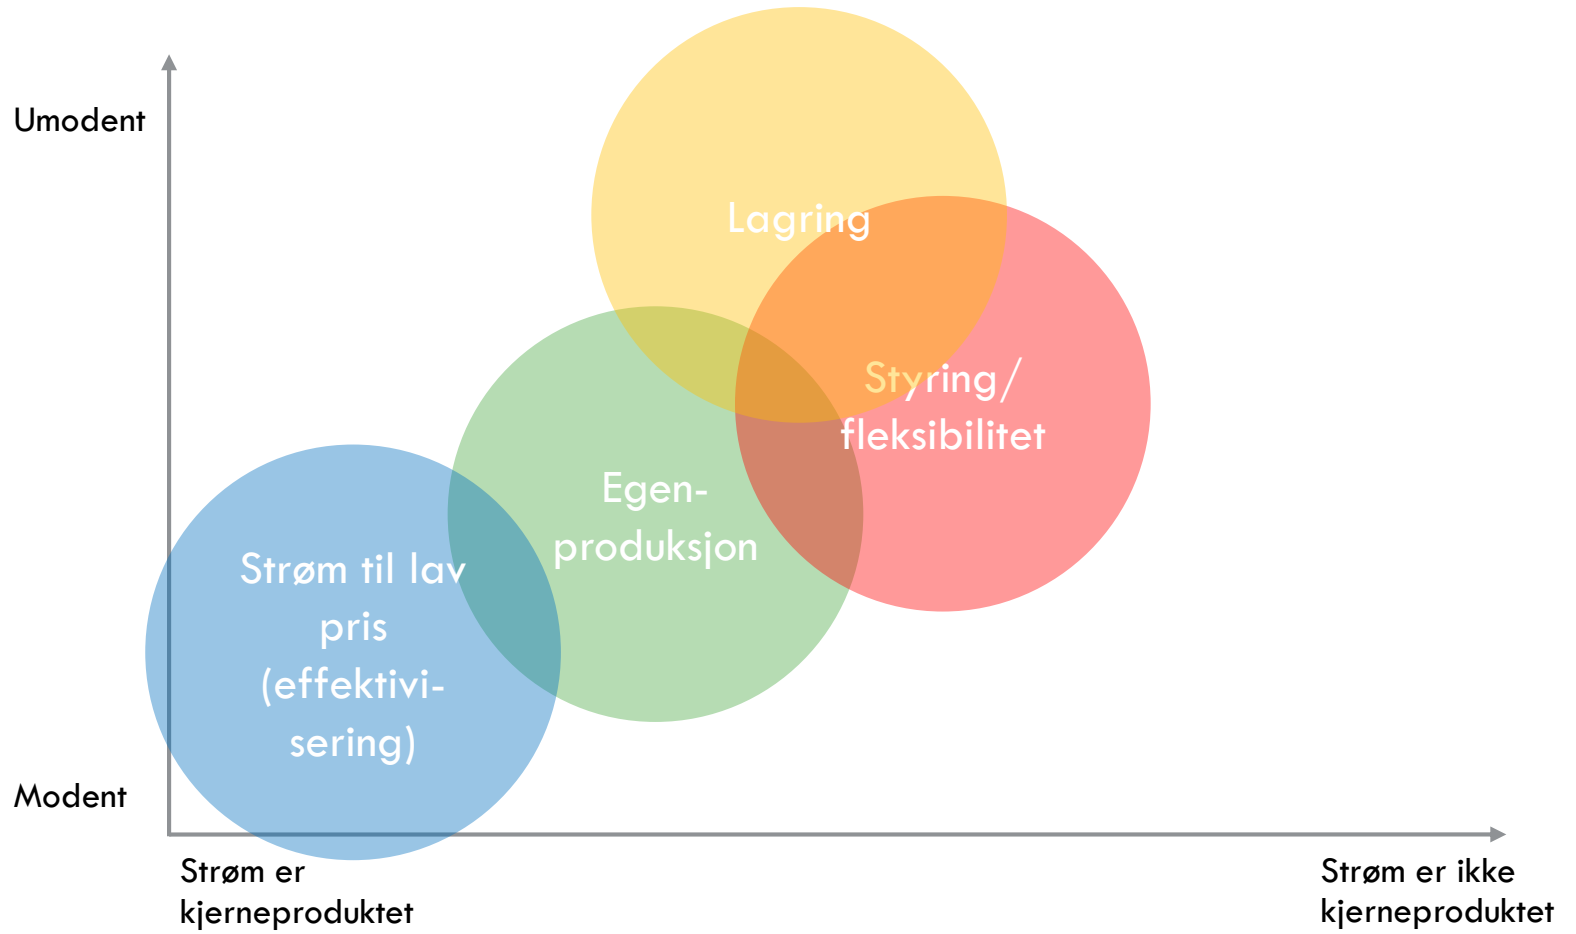 Umodent
Lagring
Styring/
fleksibilitet
Egen-
produksjon
Strøm til lav
pris
(effektivi-
sering)
Modent
Strøm er
kjerneproduktet
Strøm er ikke
kjerneproduktet